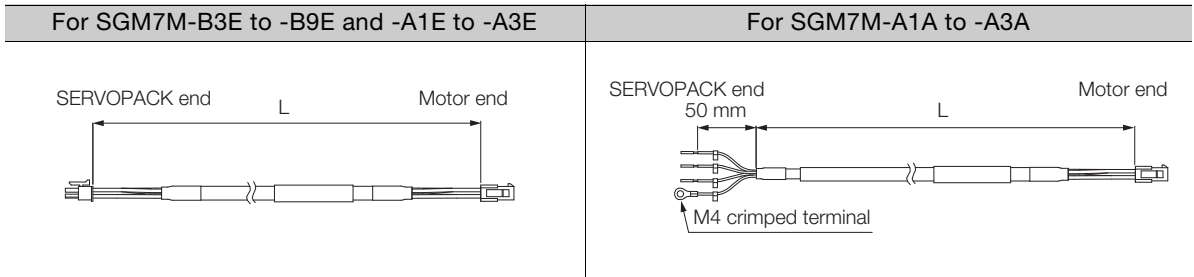 For SGM7M-B3E to -B9E and -A1E to -A3E
For SGM7M-A1A to -A3A
SERVOPACK end
L
Motor end
SERVOPACK end
50 mm
L
Motor end
M4 crimped terminal